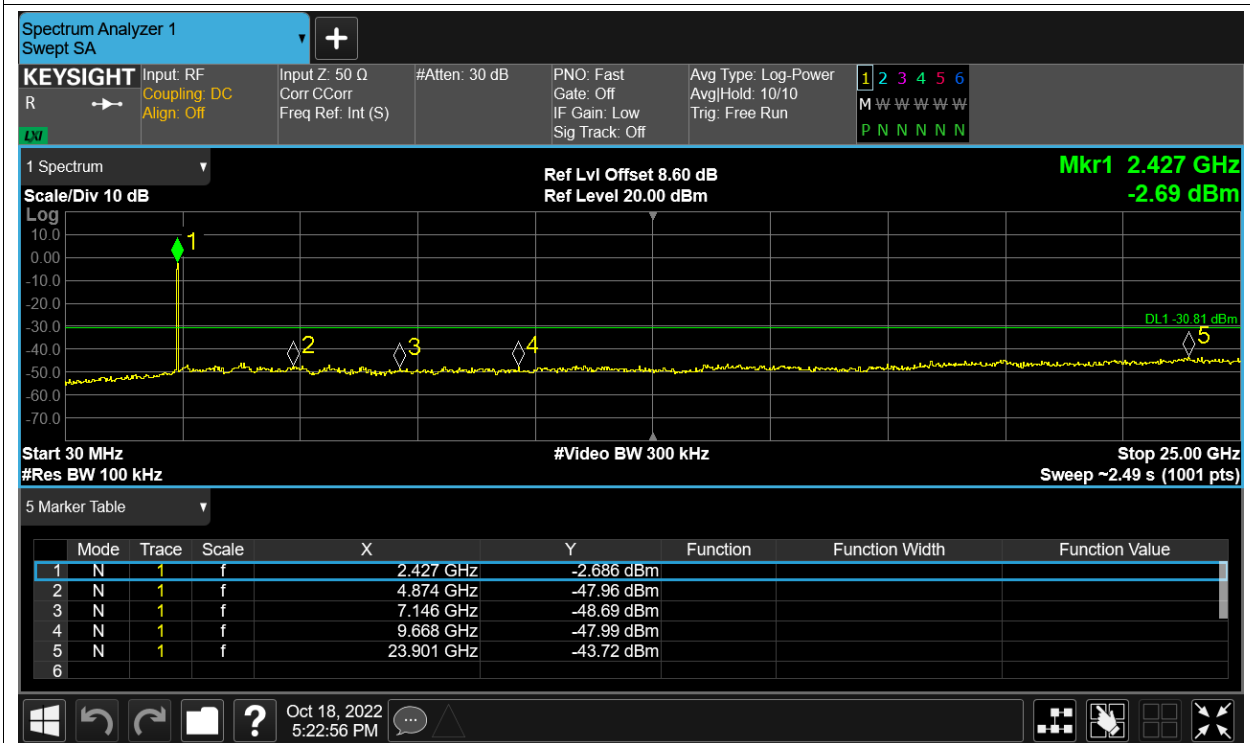 Spectrum Analyzer 1
Swept SA
KEYSIGHT
R
LXI
Input: RF
Coupling: DC
Align: Off
Input Z: 50 Ω
Corr CCorr
Freq Ref: Int (S)
#Atten: 30 dB
PNO: Fast
Gate: Off
IF Gain: Low
Sig Track: Off
Avg Type: Log-Power
Avg|Hold: 10/10
Trig: Free Run
1 2 3 4 5 6
M W W W W W
P N N N N N
1 Spectrum
Scale/Div 10 dB
Ref Lvl Offset 8.60 dB
Ref Level 20.00 dBm
Mkr1 2.427 GHz
-2.69 dBm
Log
10.0
0.00
-10.0
-20.0
-30.0
-40.0
-50.0
-60.0
-70.0
1
2
3
4
5
DL1 -30.81 dBm
Start 30 MHz
#Res BW 100 kHz
#Video BW 300 kHz
Stop 25.00 GHz
Sweep ~2.49 s (1001 pts)
5 Marker Table
Mode Trace Scale X Y Function Function Width Function Value
1 N 1 f 2.427 GHz -2.686 dBm
2 N 1 f 4.874 GHz -47.96 dBm
3 N 1 f 7.146 GHz -48.69 dBm
4 N 1 f 9.668 GHz -47.99 dBm
5 N 1 f 23.901 GHz -43.72 dBm
6
?
Oct 18, 2022
5:22:56 PM